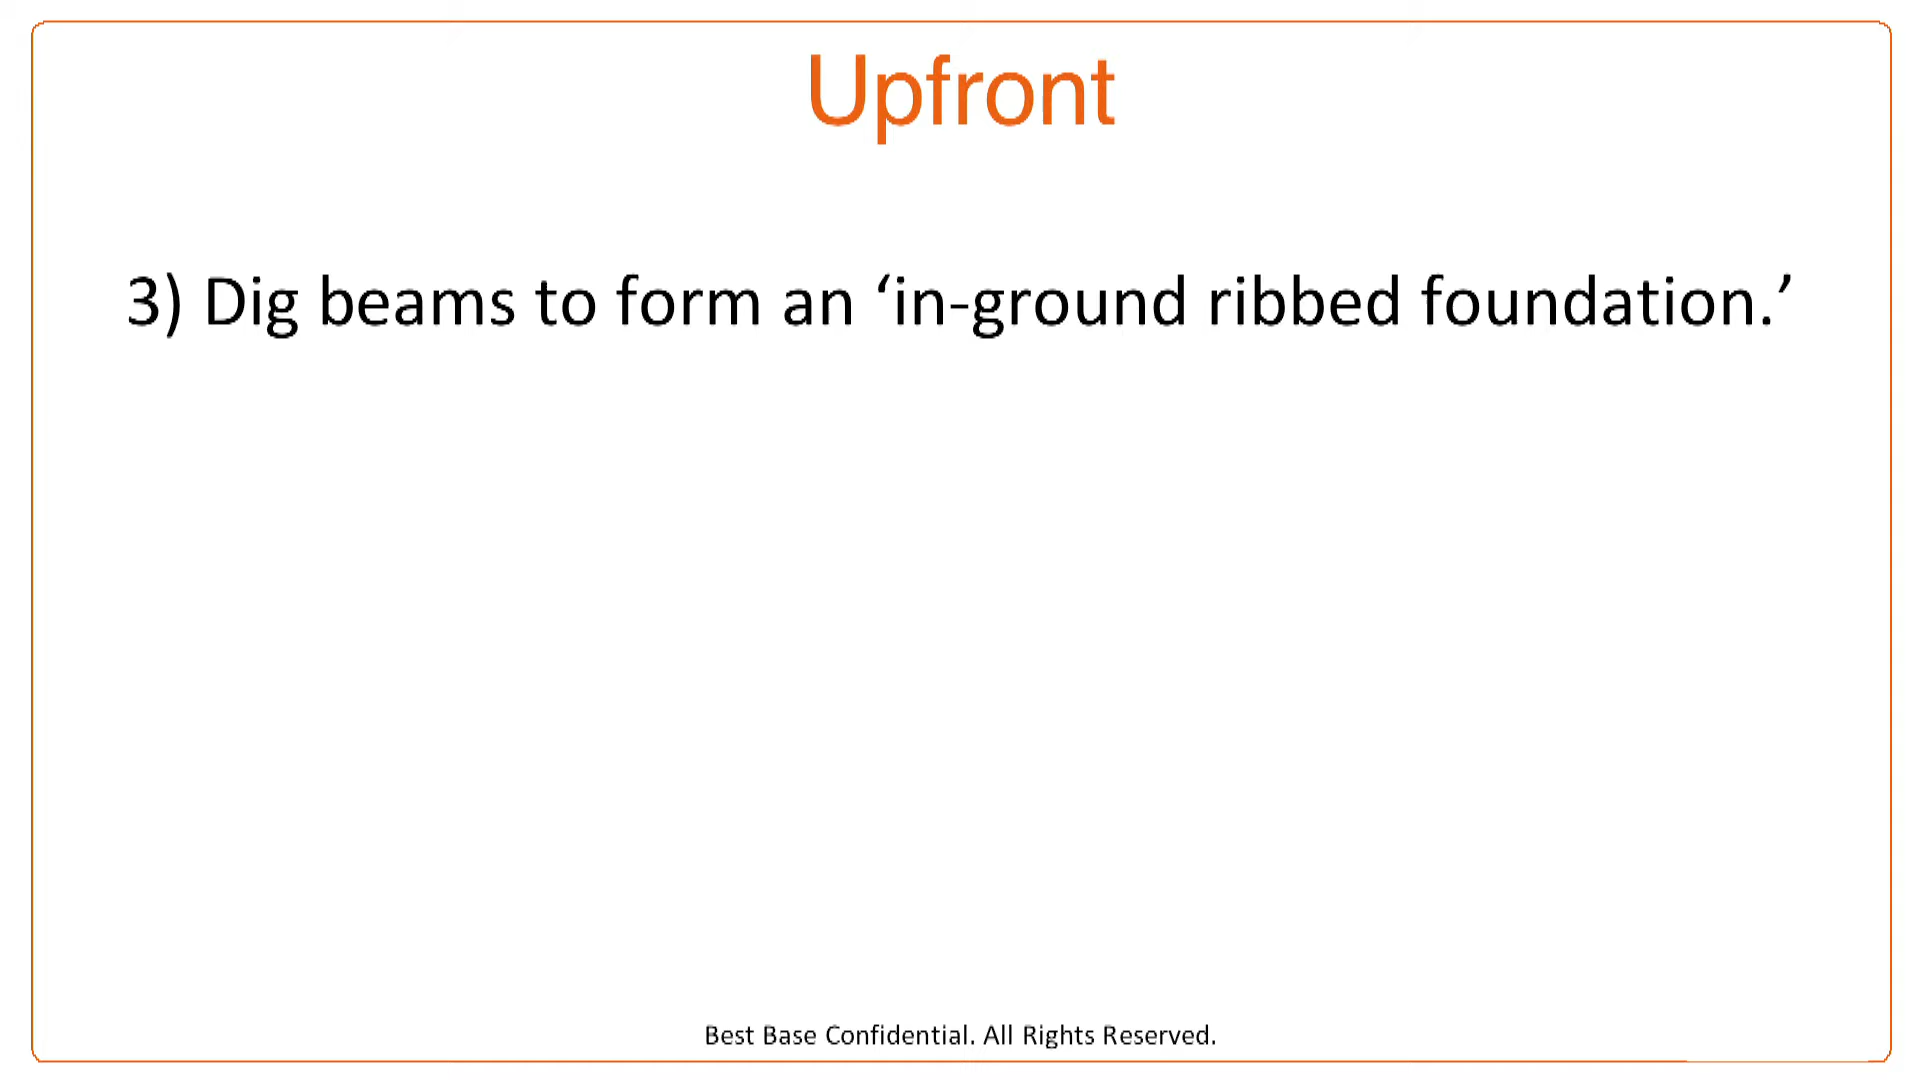 Upfront
3) Dig beams to form an ‘in-ground ribbed foundation.’
Best Base Confidential. All Rights Reserved.